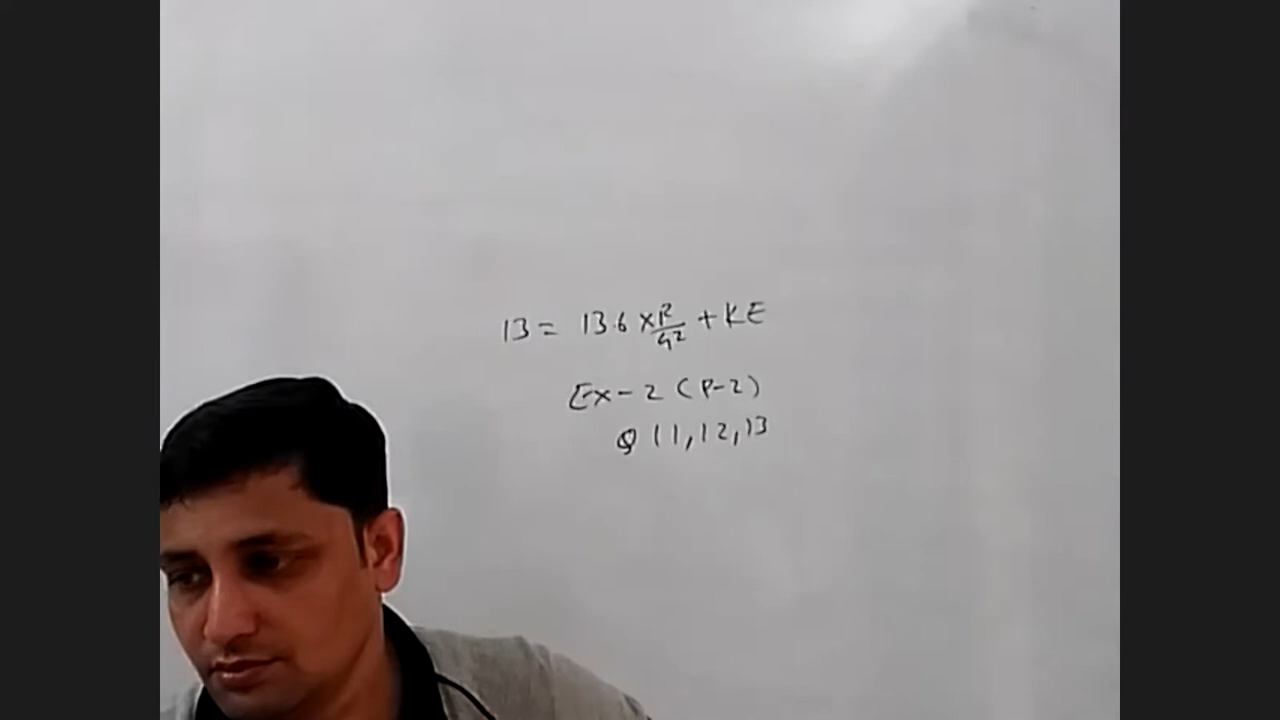 13 = 13.6 × 1²/4² + KE
Ex-2 (P-2)
Q 11,12,13